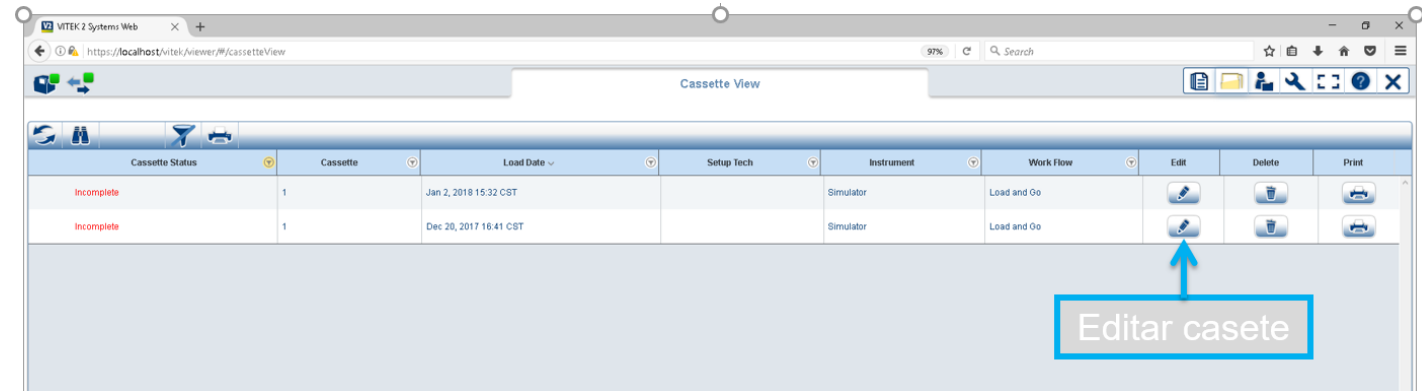 VITEK 2 Systems Web
https://localhost/vitek/viewer/#/cassetteView
97%
Search
Cassette View
Cassette Status Cassette Load Date Setup Tech Instrument Work Flow Edit Delete Print
Incomplete 1 Jan 2, 2018 15:32 CST Simulator Load and Go
Incomplete 1 Dec 20, 2017 16:41 CST Simulator Load and Go
Editar casete